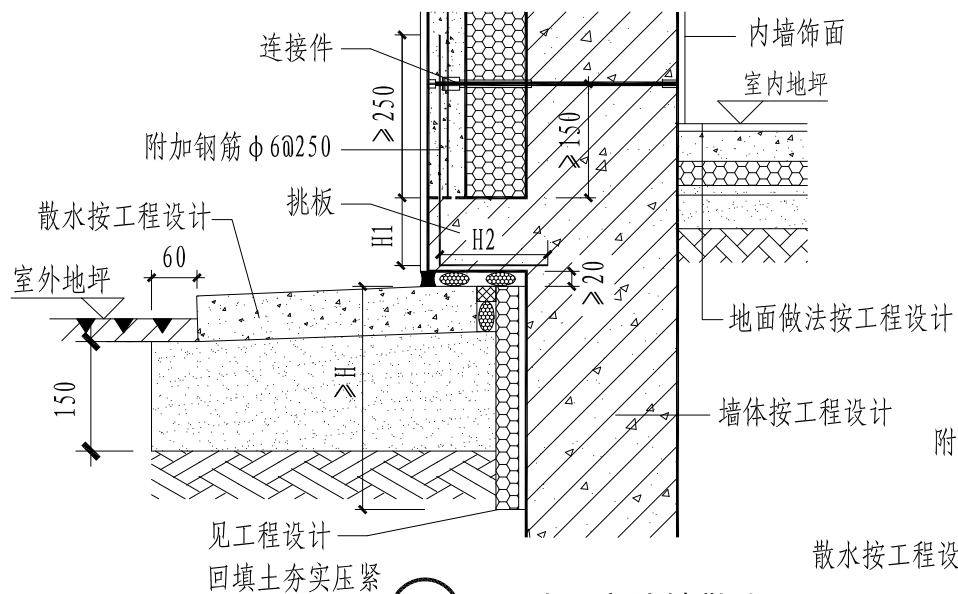 连接件
内墙饰面
室内地坪
≥250
≥150
附加钢筋ϕ6@250
挑板
散水按工程设计
H1
H2
60
室外地坪
≥20
地面做法按工程设计
150
≥H
墙体按工程设计
附
见工程设计
回填土夯实压紧
散水按工程设